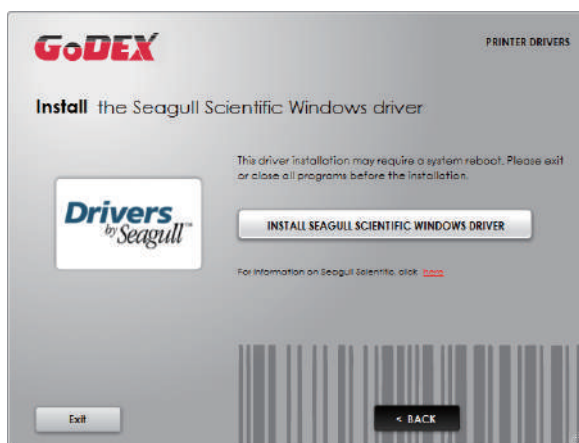 GoDEX
PRINTER DRIVERS
Install the Seagull Scientific Windows driver
This driver installation may require a system reboot. Please exit
or close all programs before the installation.
Drivers
by Seagull™
INSTALL SEAGULL SCIENTIFIC WINDOWS DRIVER
For information on Seagull Scientific, click here
Exit
< BACK